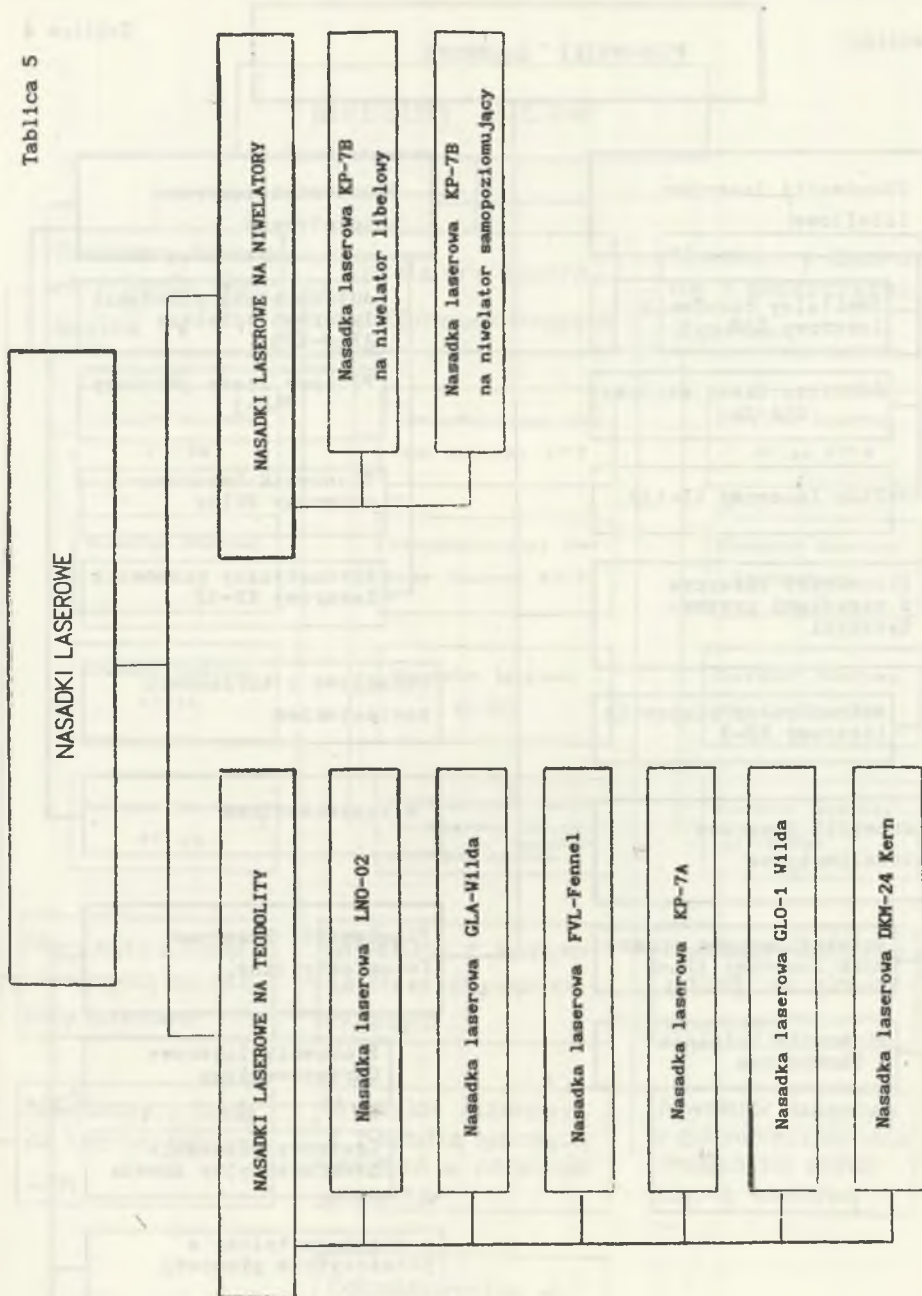 Tablica 5
NASADKI LASEROWE
NASADKI LASEROWE NA TEODOLITY
Nasadka laserowa LNO-02
Nasadka laserowa GLA-Wilda
Nasadka laserowa FVL-Fennel
Nasadka laserowa KP-7A
Nasadka laserowa GLO-1 Wilda
Nasadka laserowa DKM-24 Kern
NASADKI LASEROWE NA NIWELATORY
Nasadka laserowa KP-7B
na niwelator libelowy
Nasadka laserowa KP-7B
na niwelator samopoziomujący